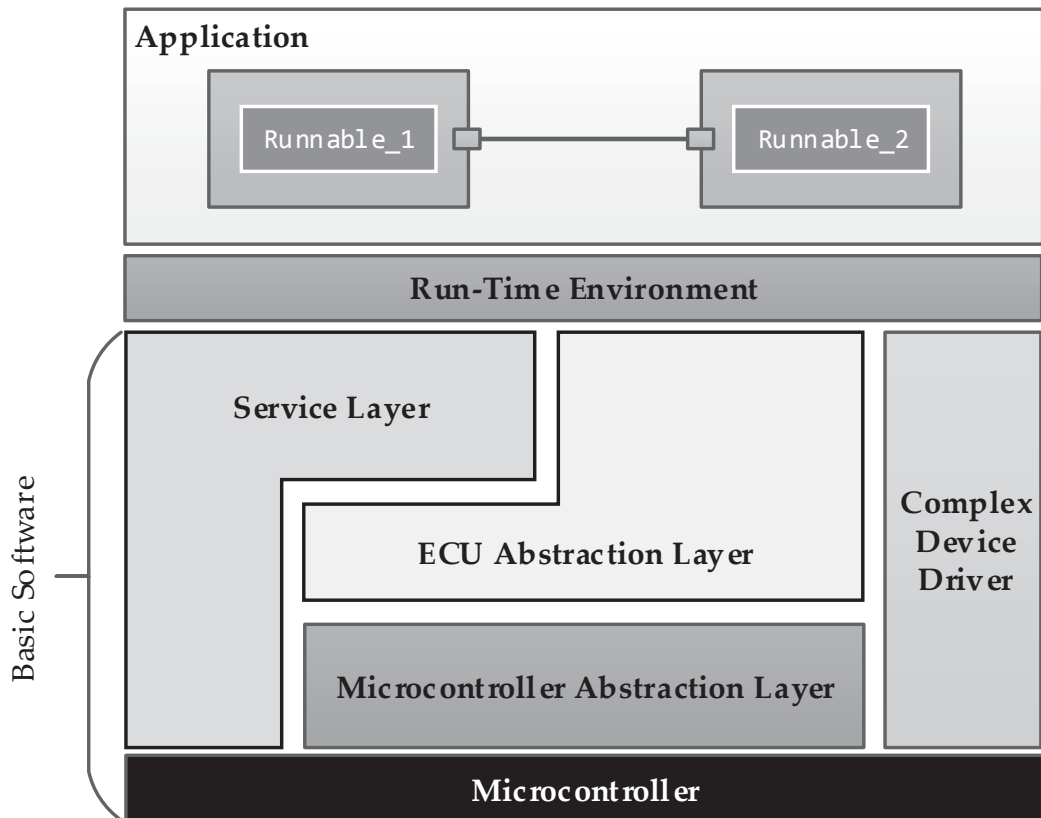 Application
Runnable_1
Runnable_2
Run-Time Environment
Service Layer
ECU Abstraction Layer
Complex
Device
Driver
Microcontroller Abstraction Layer
Microcontroller
Basic Software